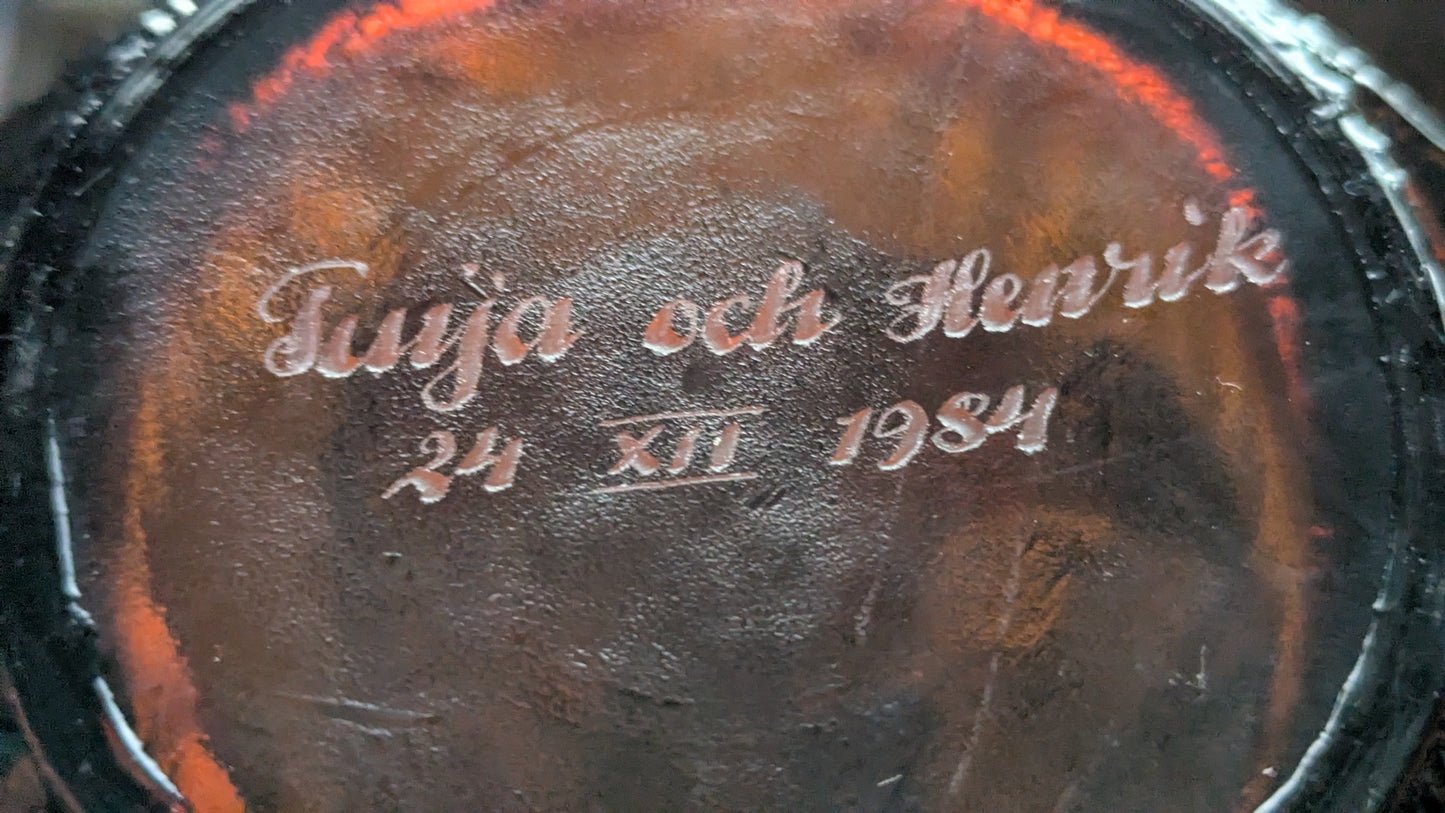 Tuija och Henrik
24 XII 1984